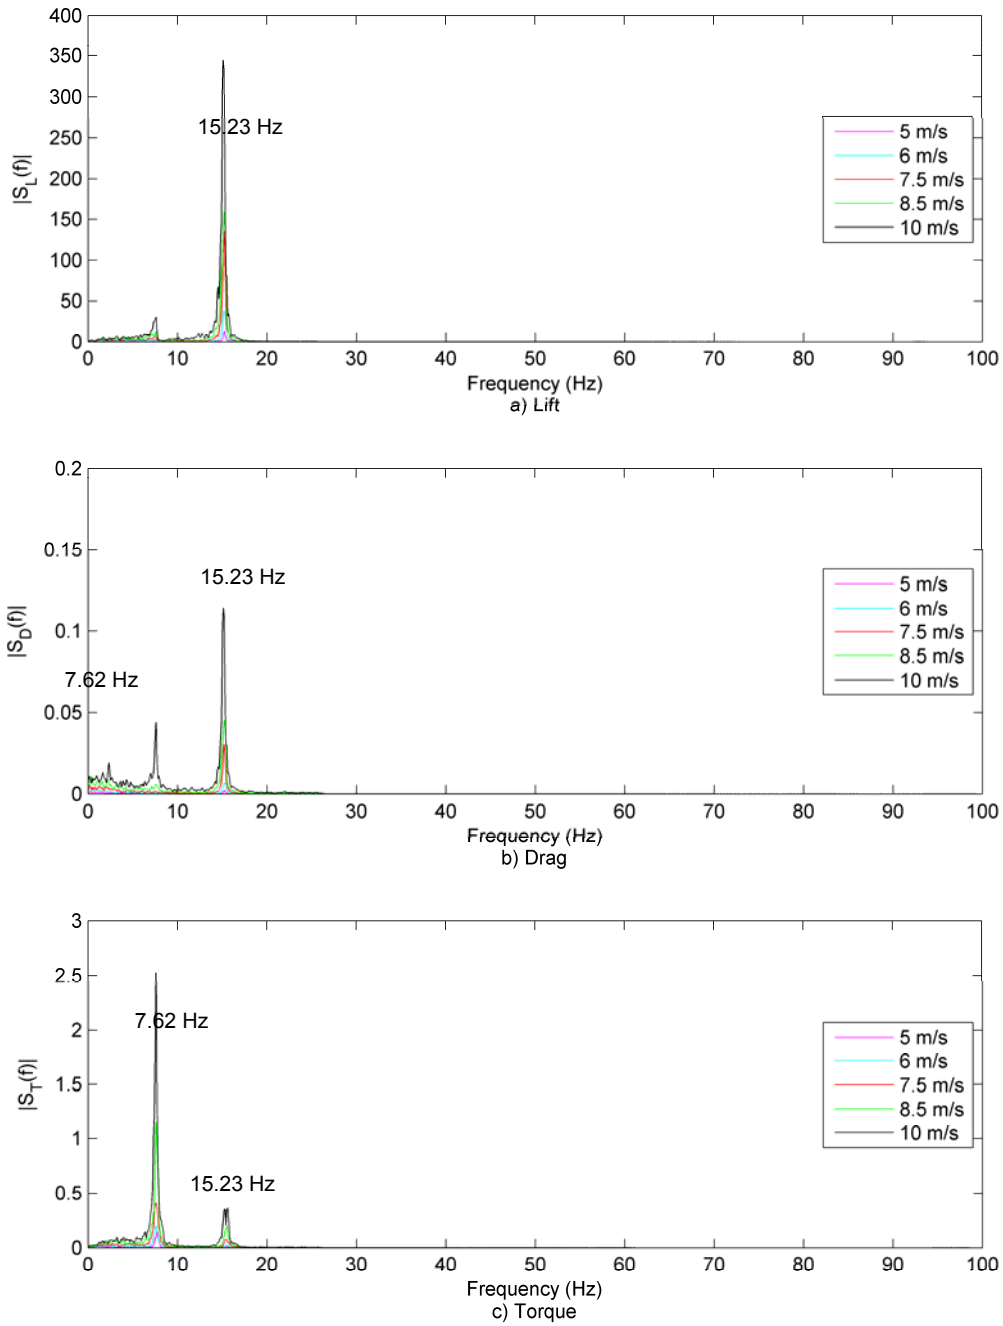 400
350
300
250
200
150
100
50
0
|S_L(f)|
15.23 Hz
5 m/s
6 m/s
7.5 m/s
8.5 m/s
10 m/s
0 10 20 30 40 50 60 70 80 90 100
Frequency (Hz)
a) Lift
0.2
0.15
0.1
0.05
0
|S_D(f)|
15.23 Hz
7.62 Hz
5 m/s
6 m/s
7.5 m/s
8.5 m/s
10 m/s
0 10 20 30 40 50 60 70 80 90 100
Frequency (Hz)
b) Drag
3
2.5
2
1.5
1
0.5
0
|S_T(f)|
7.62 Hz
15.23 Hz
5 m/s
6 m/s
7.5 m/s
8.5 m/s
10 m/s
0 10 20 30 40 50 60 70 80 90 100
Frequency (Hz)
c) Torque